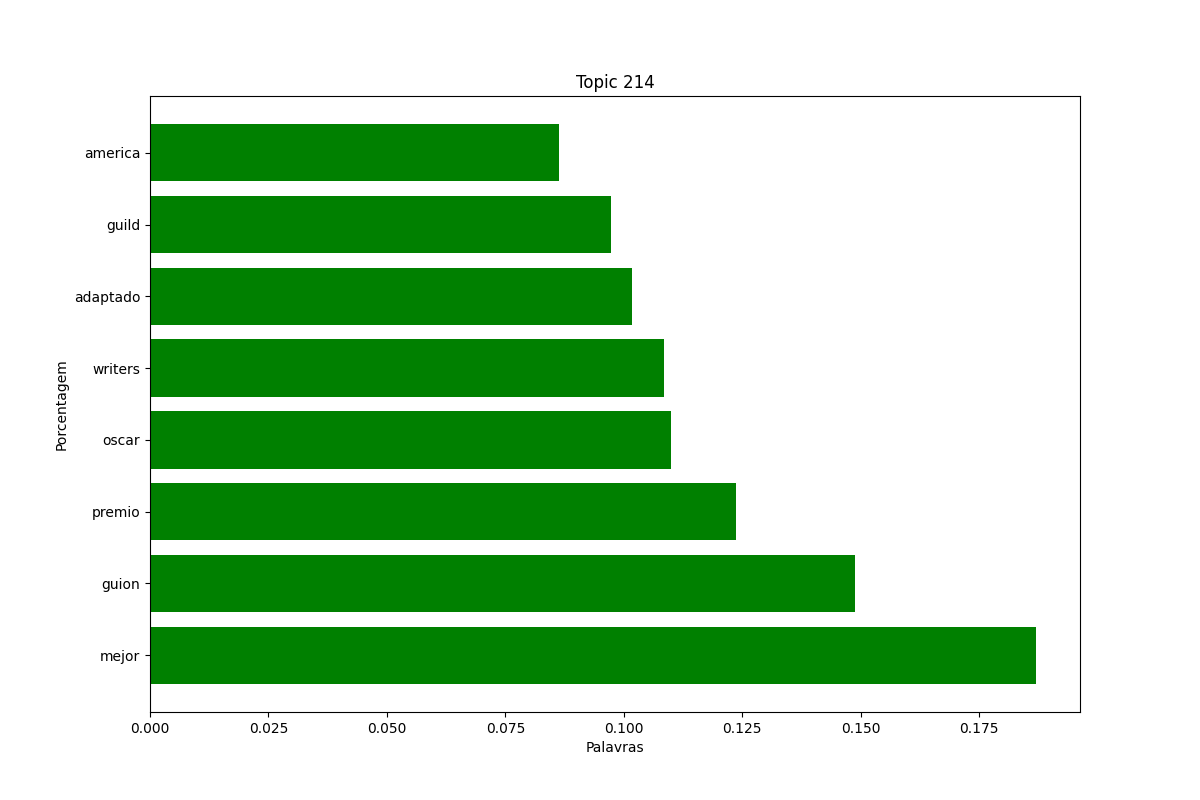 Topic 214
america
guild
adaptado
writers
oscar
premio
guion
mejor
Porcentagem
0.000 0.025 0.050 0.075 0.100 0.125 0.150 0.175
Palavras